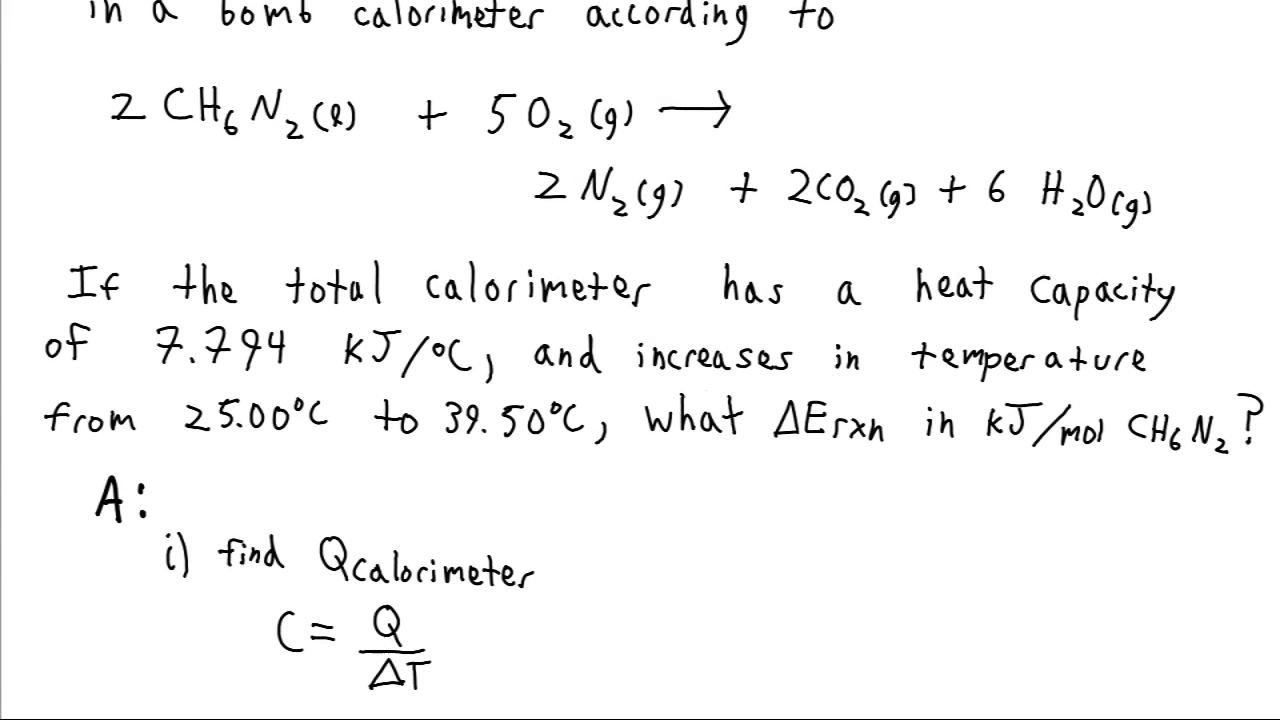 in a bomb calorimeter according to
2 CH₆N₂(l) + 5O₂(g) →
2 N₂(g) + 2CO₂(g) + 6 H₂O(g)
If the total calorimeter has a heat capacity
of 7.794 kJ/°C, and increases in temperature
from 25.00°C to 39.50°C, what ΔErxn in kJ/mol CH₆N₂?
A:
i) find Qcalorimeter
C = Q
ΔT